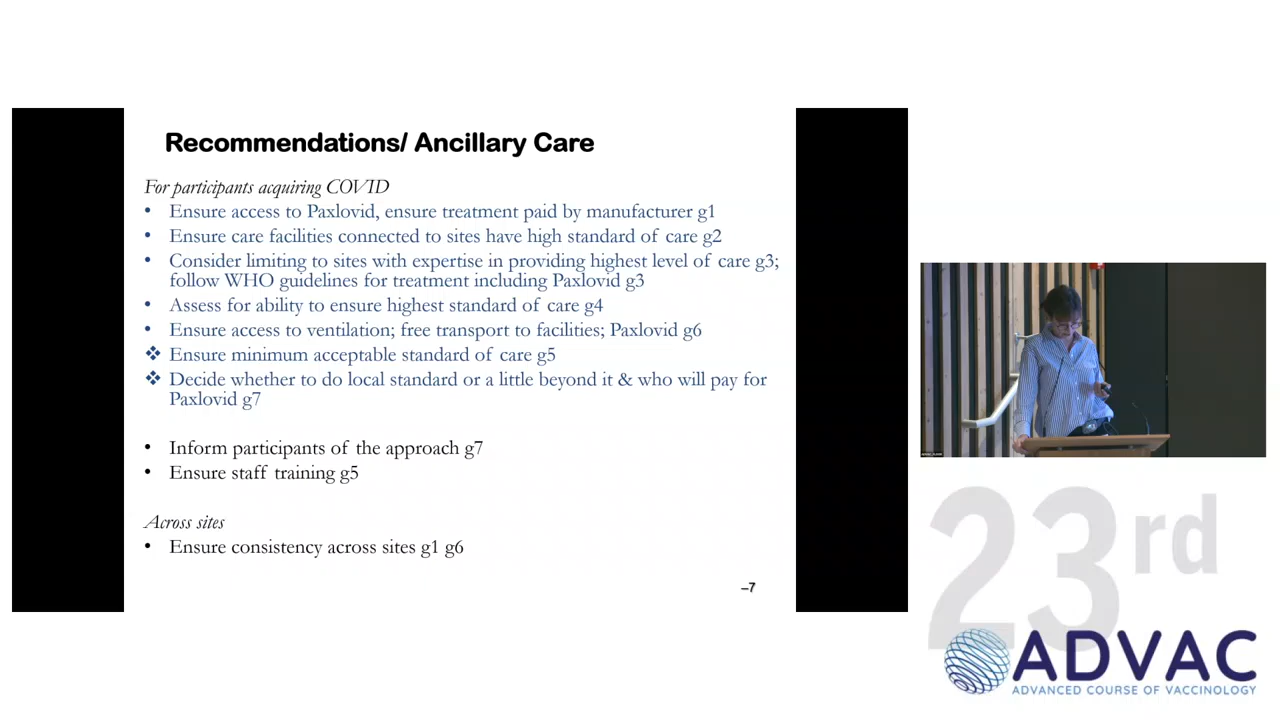 Recommendations/ Ancillary Care
For participants acquiring COVID
• Ensure access to Paxlovid, ensure treatment paid by manufacturer g1
• Ensure care facilities connected to sites have high standard of care g2
• Consider limiting to sites with expertise in providing highest level of care g3;
follow WHO guidelines for treatment including Paxlovid g3
• Assess for ability to ensure highest standard of care g4
• Ensure access to ventilation; free transport to facilities; Paxlovid g6
❖ Ensure minimum acceptable standard of care g5
❖ Decide whether to do local standard or a little beyond it & who will pay for
Paxlovid g7
• Inform participants of the approach g7
• Ensure staff training g5
Across sites
• Ensure consistency across sites g1 g6
–7
23rd
ADVAC
ADVANCED COURSE OF VACCINOLOGY